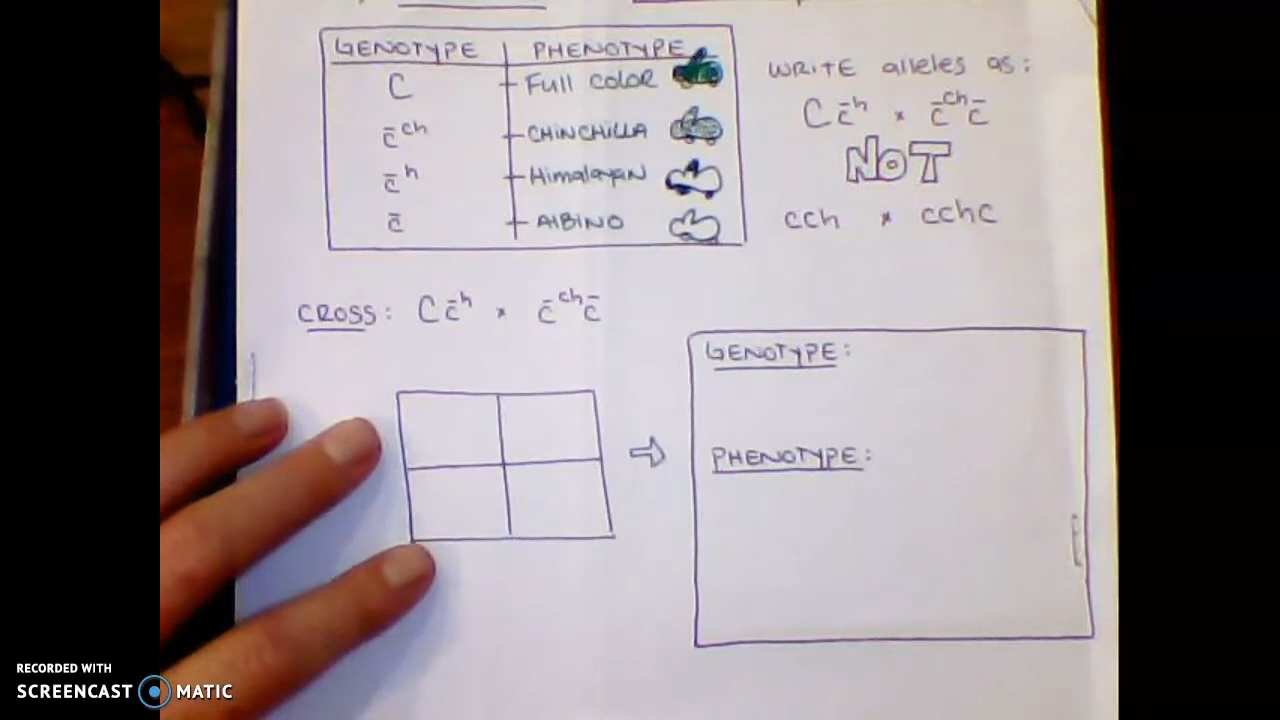 GENOTYPE PHENOTYPE
C Full color
c̄ᶜʰ CHINCHILLA
c̄ʰ Himalayan
c̄ AlBINO
WRITE alleles as:
Cc̄ʰ × c̄ᶜʰc̄
NOT
cch × cchc
CROSS: Cc̄ʰ × c̄ᶜʰc̄
GENOTYPE:
PHENOTYPE:
RECORDED WITH
SCREENCAST MATIC